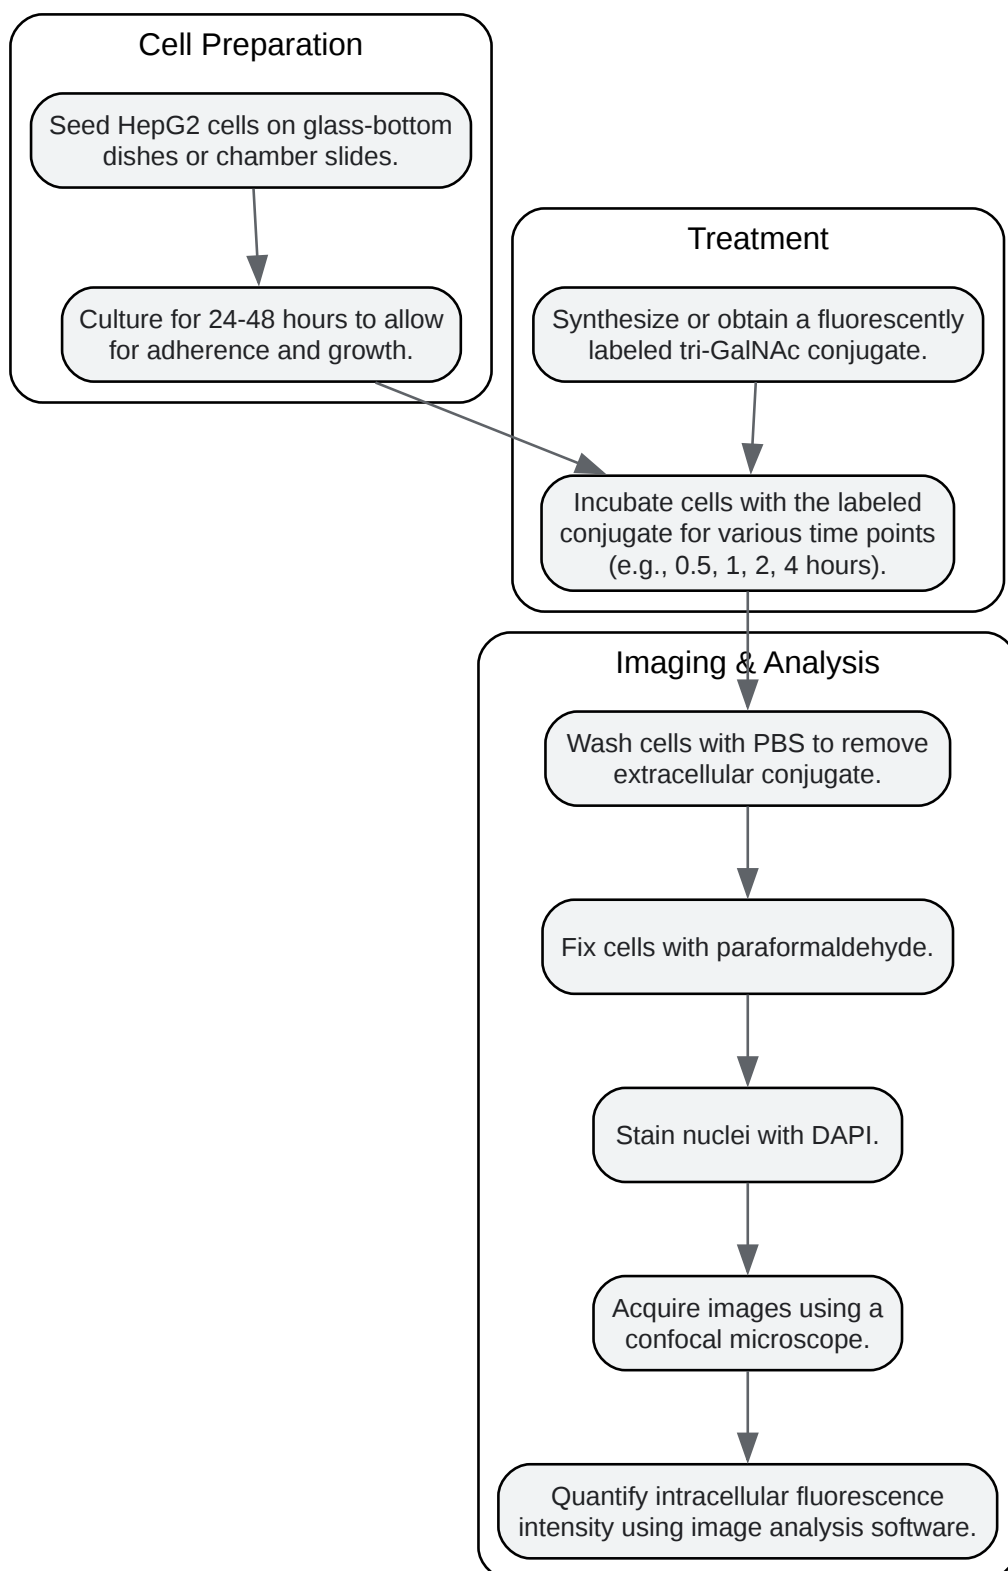 Cell Preparation
Seed HepG2 cells on glass-bottom
dishes or chamber slides.
Culture for 24-48 hours to allow
for adherence and growth.
Treatment
Synthesize or obtain a fluorescently
labeled tri-GalNAc conjugate.
Incubate cells with the labeled
conjugate for various time points
(e.g., 0.5, 1, 2, 4 hours).
Imaging & Analysis
Wash cells with PBS to remove
extracellular conjugate.
Fix cells with paraformaldehyde.
Stain nuclei with DAPI.
Acquire images using a
confocal microscope.
Quantify intracellular fluorescence
intensity using image analysis software.